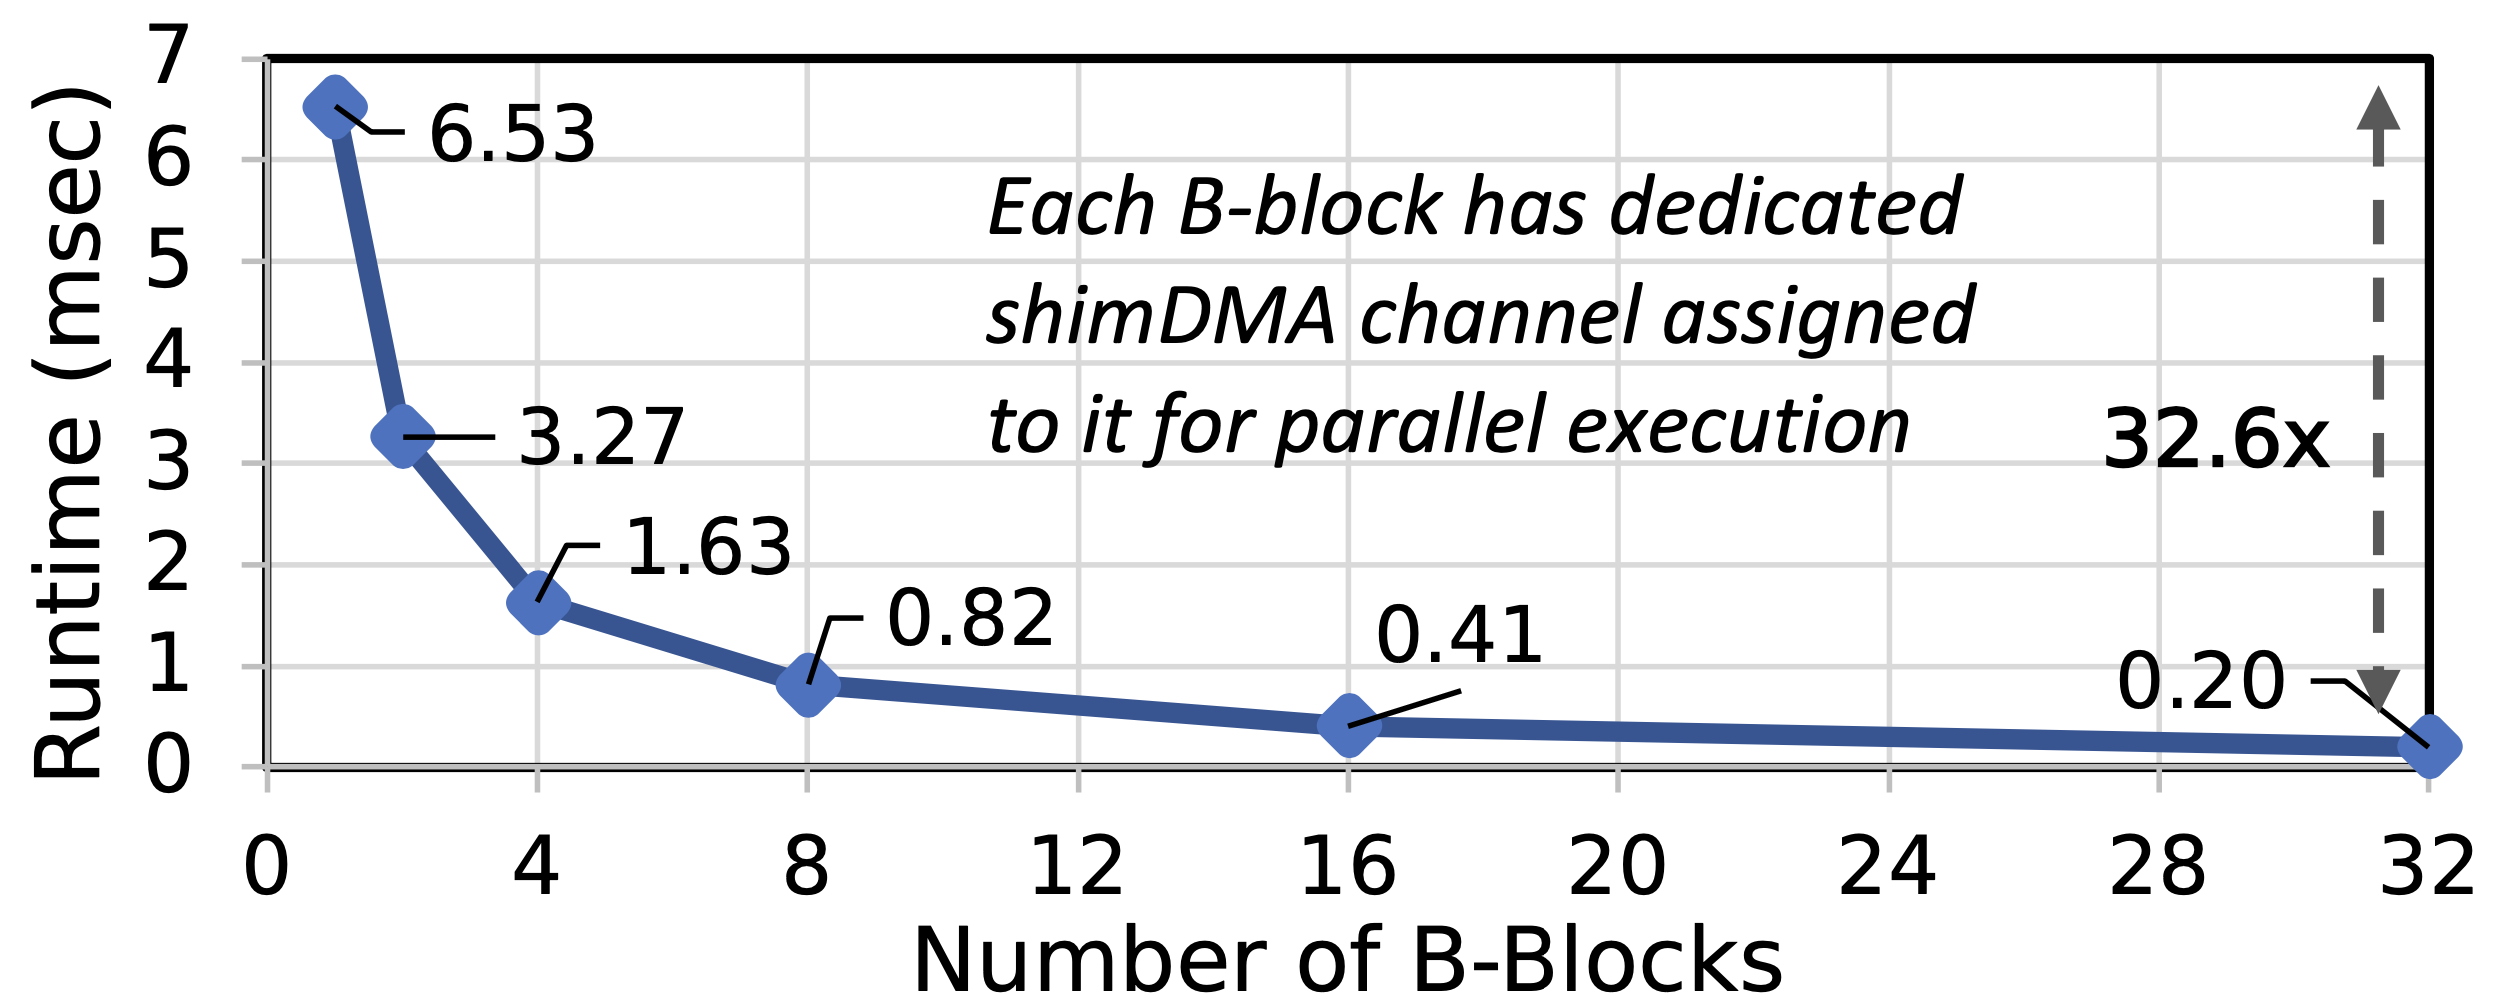 Runtime (msec)
7
6
5
4
3
2
1
0
6.53
3.27
1.63
0.82
0.41
0.20
Each B-block has dedicated
shimDMA channel assigned
to it for parallel execution
32.6x
0 4 8 12 16 20 24 28 32
Number of B-Blocks